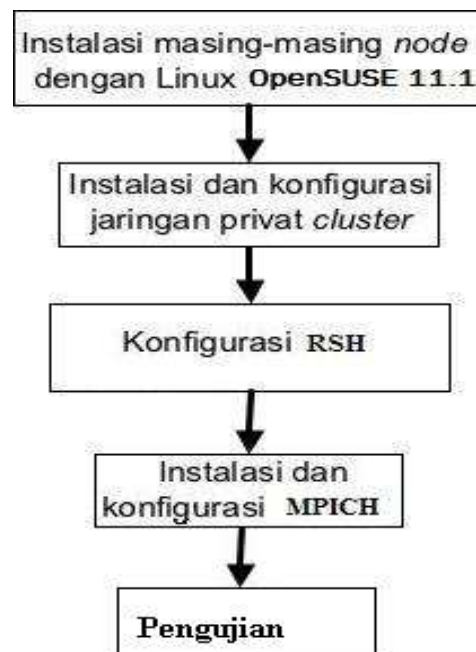 Instalasi masing-masing node
dengan Linux OpenSUSE 11.1
Instalasi dan konfigurasi
jaringan privat cluster
Konfigurasi RSH
Instalasi dan
konfigurasi MPICH
Pengujian